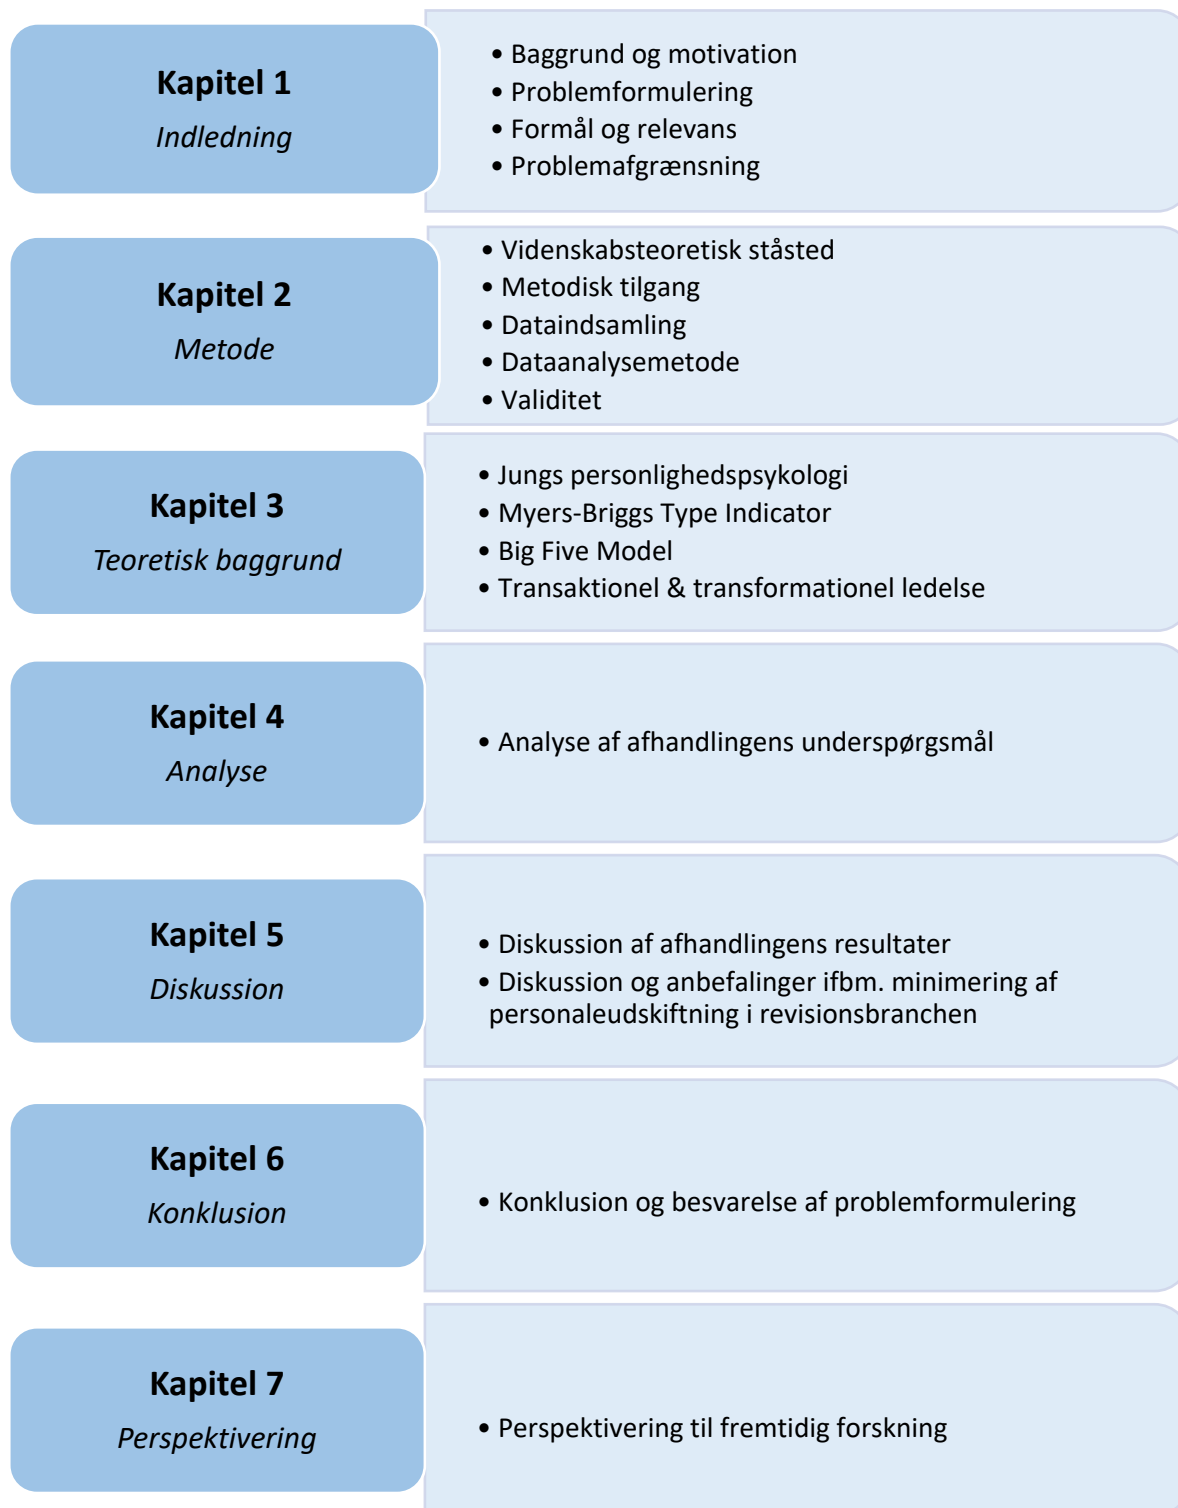 Kapitel 1
Indledning
• Baggrund og motivation
• Problemformulering
• Formål og relevans
• Problemafgrænsning
Kapitel 2
Metode
• Videnskabsteoretisk ståsted
• Metodisk tilgang
• Dataindsamling
• Dataanalysemetode
• Validitet
Kapitel 3
Teoretisk baggrund
• Jungs personlighedspsykologi
• Myers-Briggs Type Indicator
• Big Five Model
• Transaktionel & transformationel ledelse
Kapitel 4
Analyse
• Analyse af afhandlingens underspørgsmål
Kapitel 5
Diskussion
• Diskussion af afhandlingens resultater
• Diskussion og anbefalinger ifbm. minimering af
personaleudskiftning i revisionsbranchen
Kapitel 6
Konklusion
• Konklusion og besvarelse af problemformulering
Kapitel 7
Perspektivering
• Perspektivering til fremtidig forskning